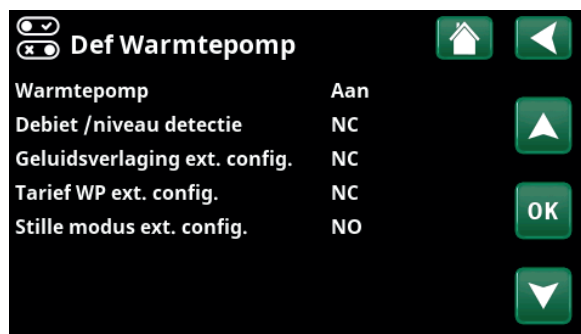 Def Warmtepomp
Warmtepomp Aan
Debiet /niveau detectie NC
Geluidsverlaging ext. config. NC
Tarief WP ext. config. NC
OK
Stille modus ext. config. NO